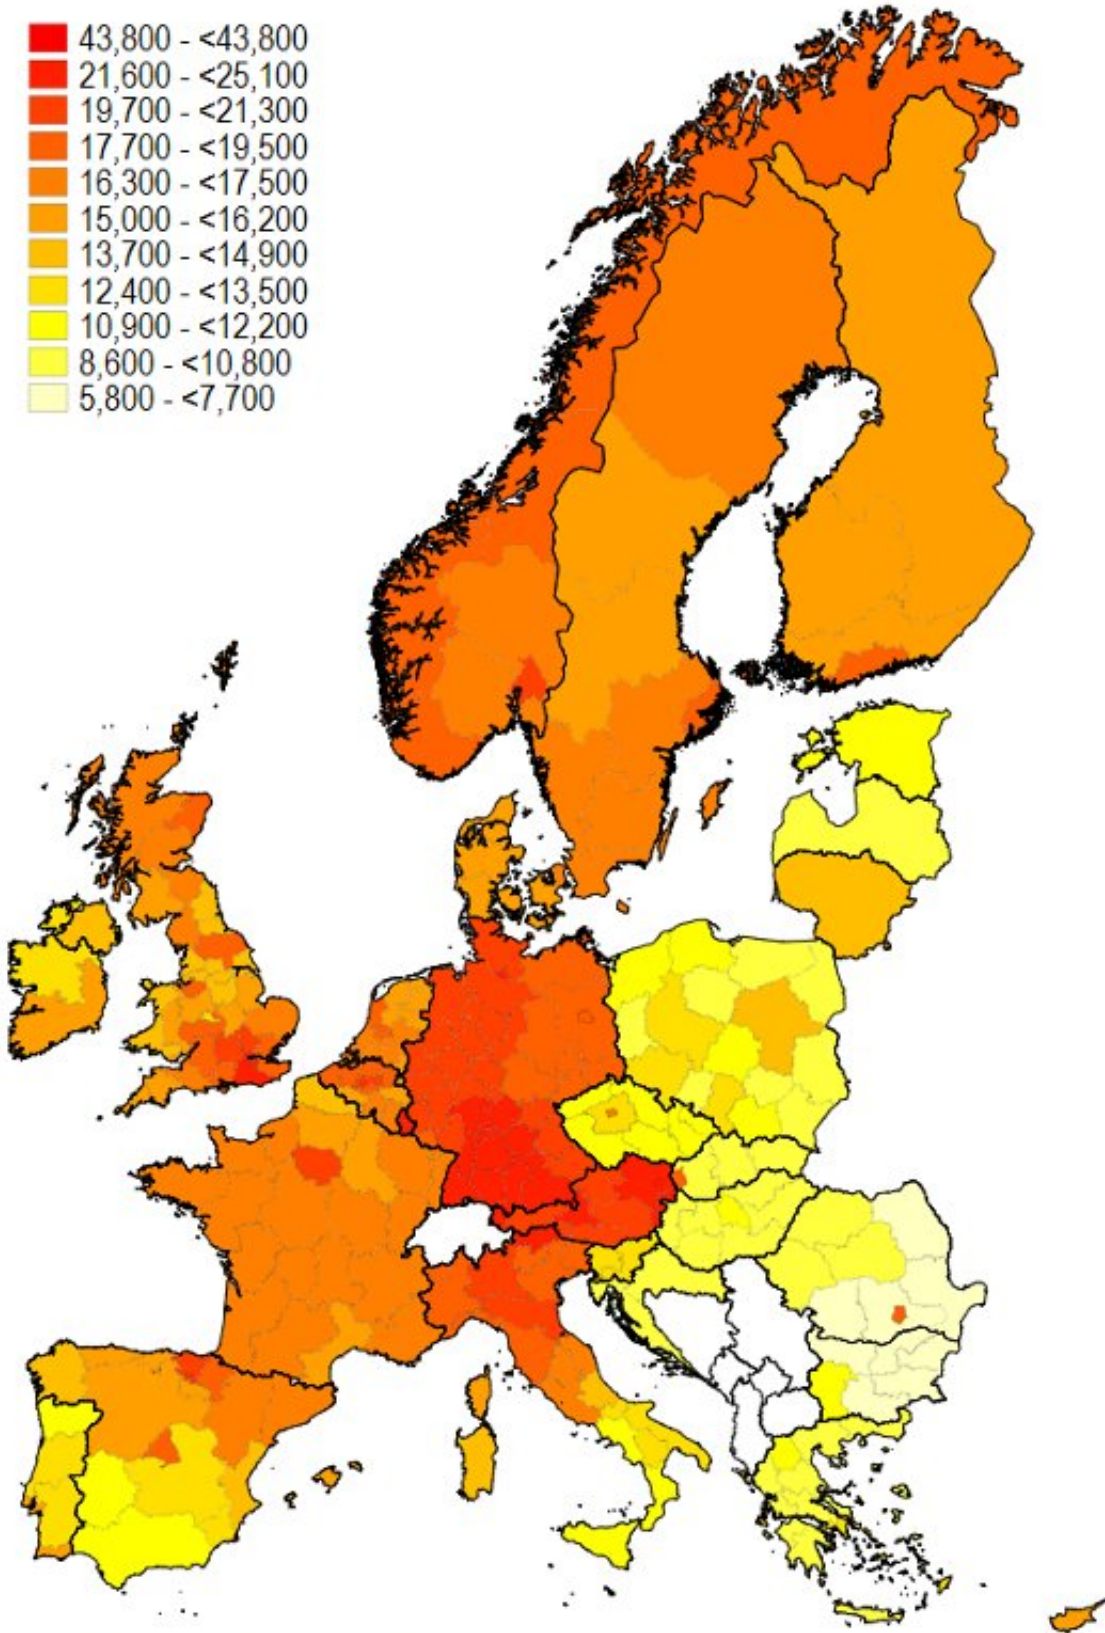 43,800 - <43,800
21,600 - <25,100
19,700 - <21,300
17,700 - <19,500
16,300 - <17,500
15,000 - <16,200
13,700 - <14,900
12,400 - <13,500
10,900 - <12,200
8,600 - <10,800
5,800 - <7,700